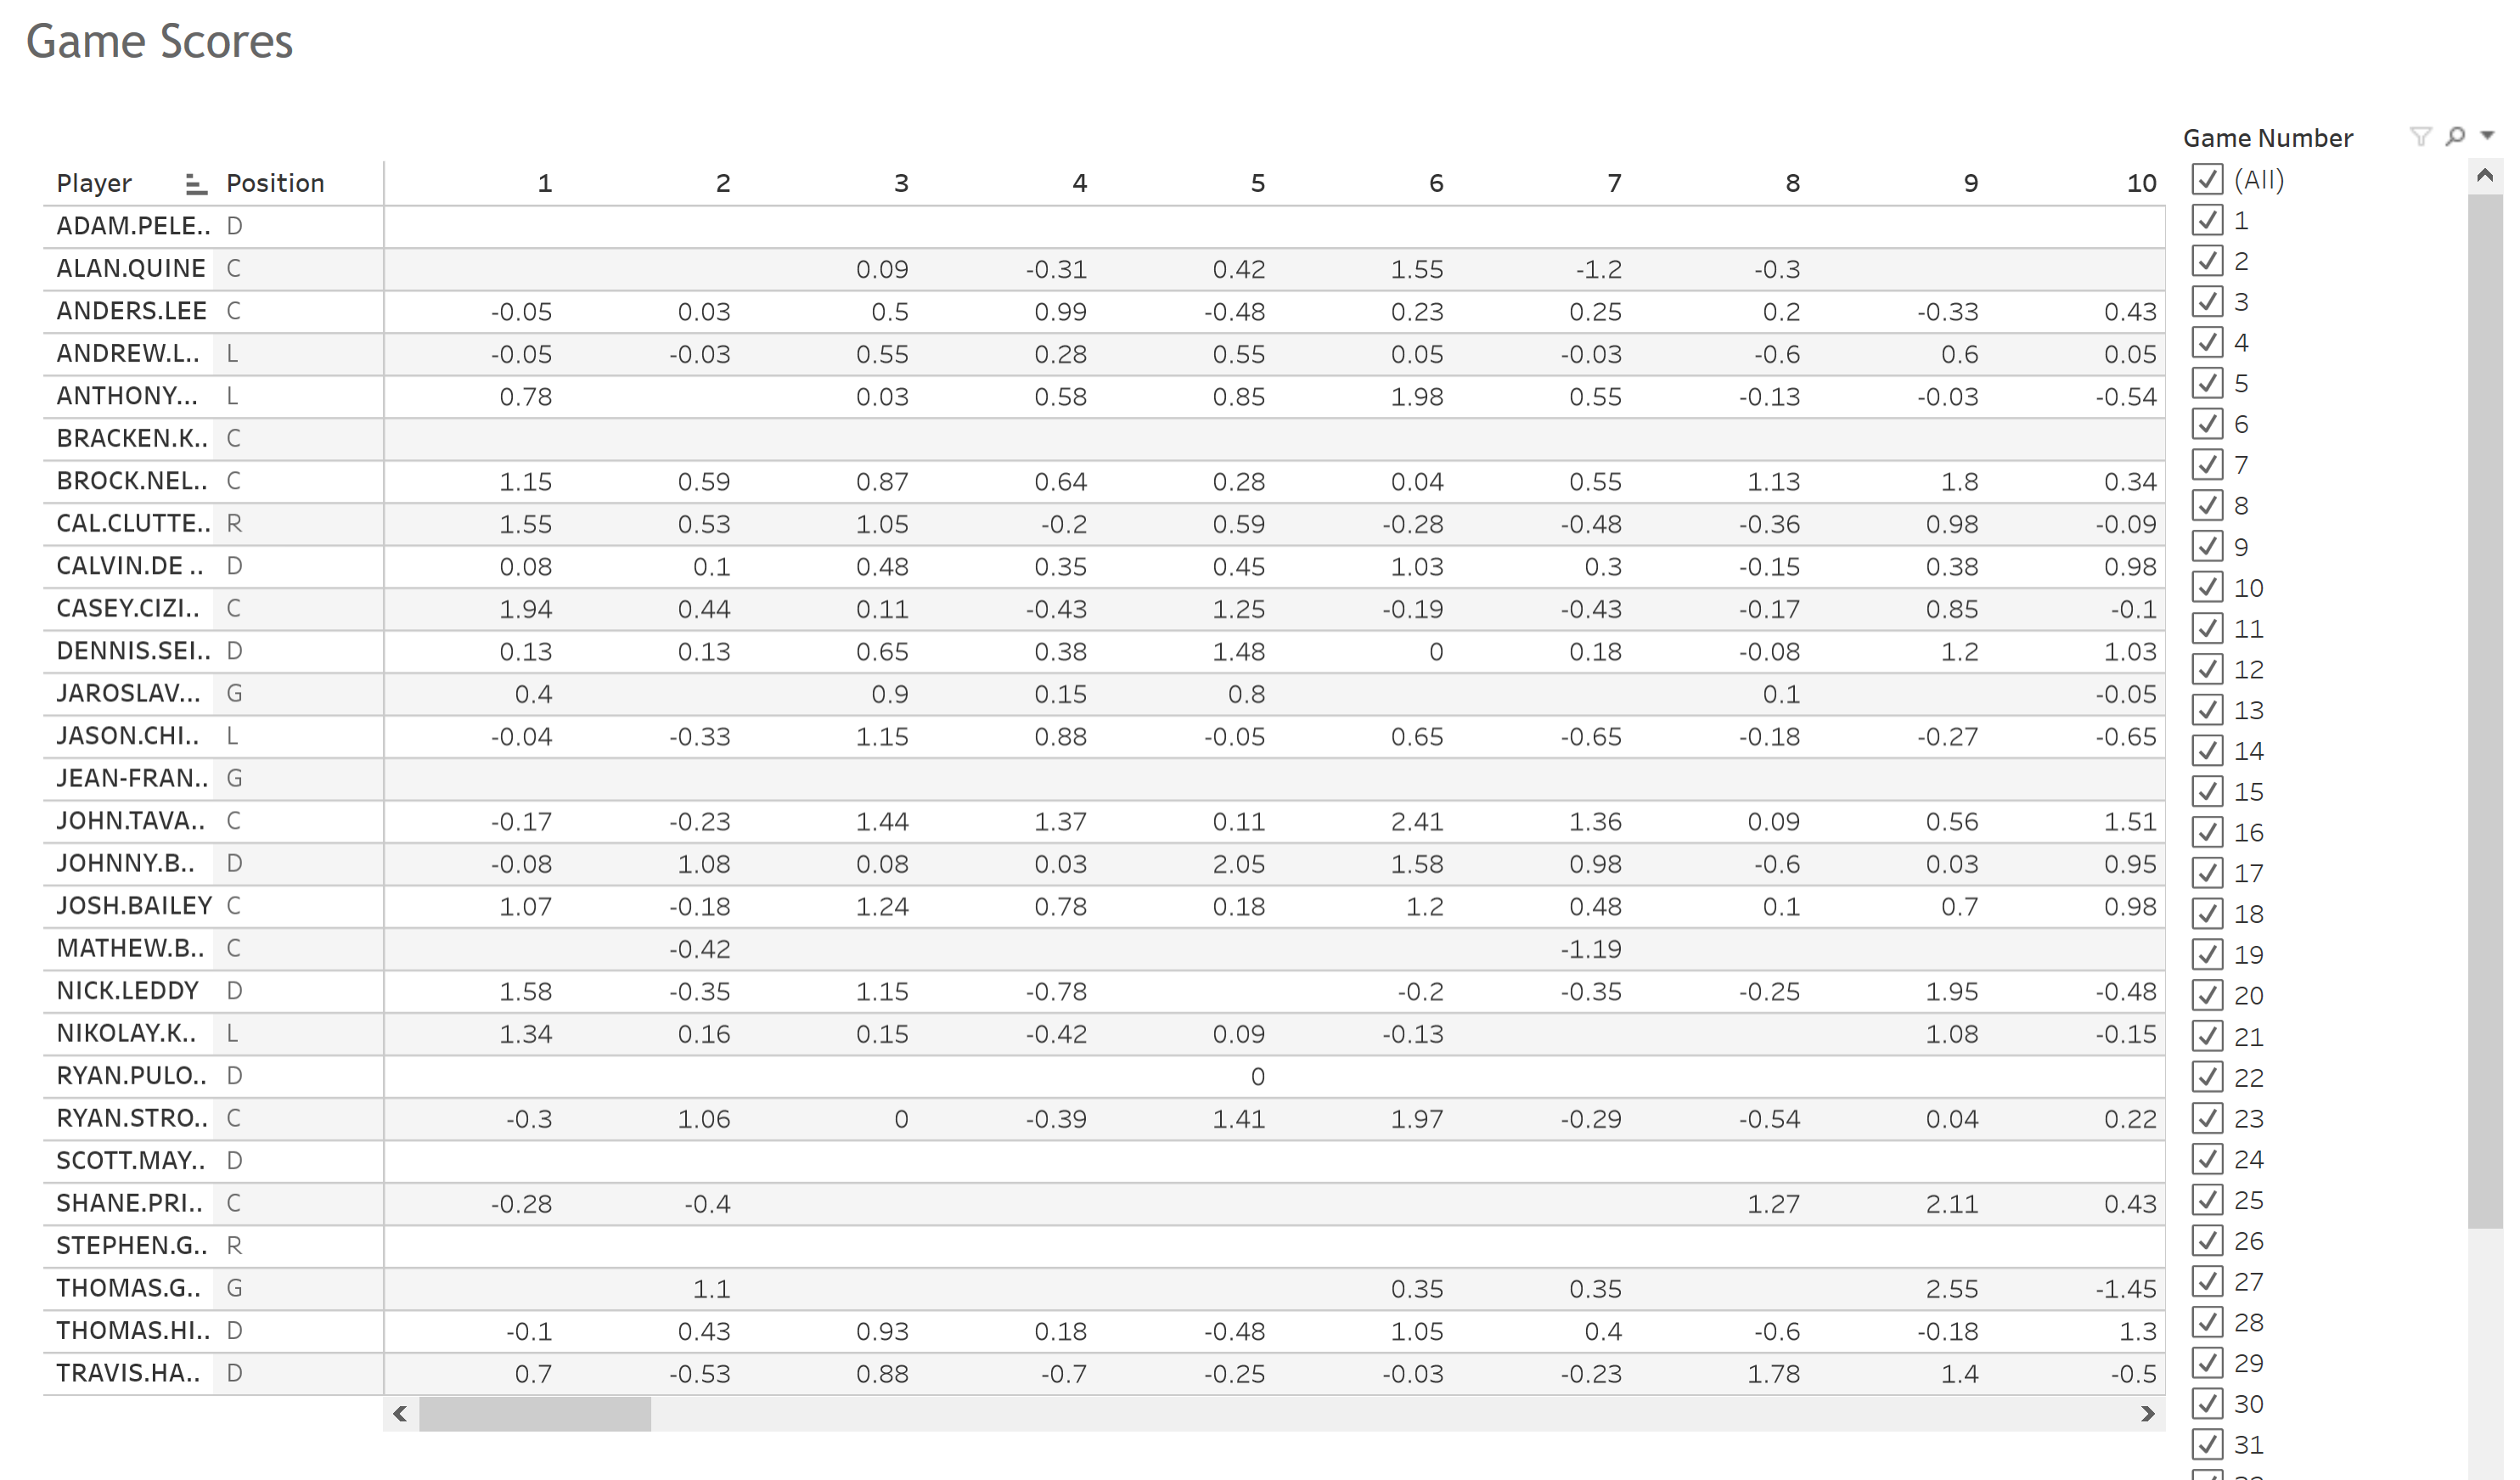 Game Scores
Game Number
Player Position 1 2 3 4 5 6 7 8 9 10
(All)
ADAM.PELE.. D
1
ALAN.QUINE C 0.09 -0.31 0.42 1.55 -1.2 -0.3
2
ANDERS.LEE C -0.05 0.03 0.5 0.99 -0.48 0.23 0.25 0.2 -0.33 0.43
3
ANDREW.L.. L -0.05 -0.03 0.55 0.28 0.55 0.05 -0.03 -0.6 0.6 0.05
4
ANTHONY... L 0.78 0.03 0.58 0.85 1.98 0.55 -0.13 -0.03 -0.54
5
BRACKEN.K.. C
6
BROCK.NEL.. C 1.15 0.59 0.87 0.64 0.28 0.04 0.55 1.13 1.8 0.34
7
CAL.CLUTTE.. R 1.55 0.53 1.05 -0.2 0.59 -0.28 -0.48 -0.36 0.98 -0.09
8
CALVIN.DE .. D 0.08 0.1 0.48 0.35 0.45 1.03 0.3 -0.15 0.38 0.98
9
CASEY.CIZI.. C 1.94 0.44 0.11 -0.43 1.25 -0.19 -0.43 -0.17 0.85 -0.1
10
DENNIS.SEI.. D 0.13 0.13 0.65 0.38 1.48 0 0.18 -0.08 1.2 1.03
11
JAROSLAV... G 0.4 0.9 0.15 0.8 0.1 -0.05
12
JASON.CHI.. L -0.04 -0.33 1.15 0.88 -0.05 0.65 -0.65 -0.18 -0.27 -0.65
13
JEAN-FRAN.. G
14
JOHN.TAVA.. C -0.17 -0.23 1.44 1.37 0.11 2.41 1.36 0.09 0.56 1.51
15
JOHNNY.B.. D -0.08 1.08 0.08 0.03 2.05 1.58 0.98 -0.6 0.03 0.95
16
JOSH.BAILEY C 1.07 -0.18 1.24 0.78 0.18 1.2 0.48 0.1 0.7 0.98
17
MATHEW.B.. C -0.42 -1.19
18
NICK.LEDDY D 1.58 -0.35 1.15 -0.78 -0.2 -0.35 -0.25 1.95 -0.48
19
NIKOLAY.K.. L 1.34 0.16 0.15 -0.42 0.09 -0.13 1.08 -0.15
20
RYAN.PULO.. D 0
21
RYAN.STRO.. C -0.3 1.06 0 -0.39 1.41 1.97 -0.29 -0.54 0.04 0.22
22
SCOTT.MAY.. D
23
SHANE.PRI.. C -0.28 -0.4 1.27 2.11 0.43
24
STEPHEN.G.. R
25
THOMAS.G.. G 1.1 0.35 0.35 2.55 -1.45
26
THOMAS.HI.. D -0.1 0.43 0.93 0.18 -0.48 1.05 0.4 -0.6 -0.18 1.3
27
TRAVIS.HA.. D 0.7 -0.53 0.88 -0.7 -0.25 -0.03 -0.23 1.78 1.4 -0.5
28
29
30
31